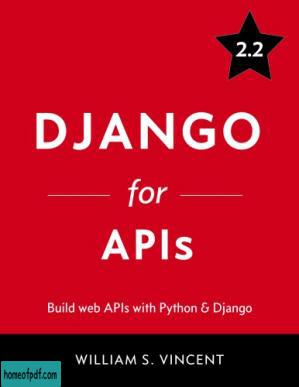 2.2
DJANGO
for
APIs
Build web APIs with Python & Django
homeofpdf.com
WILLIAM S. VINCENT